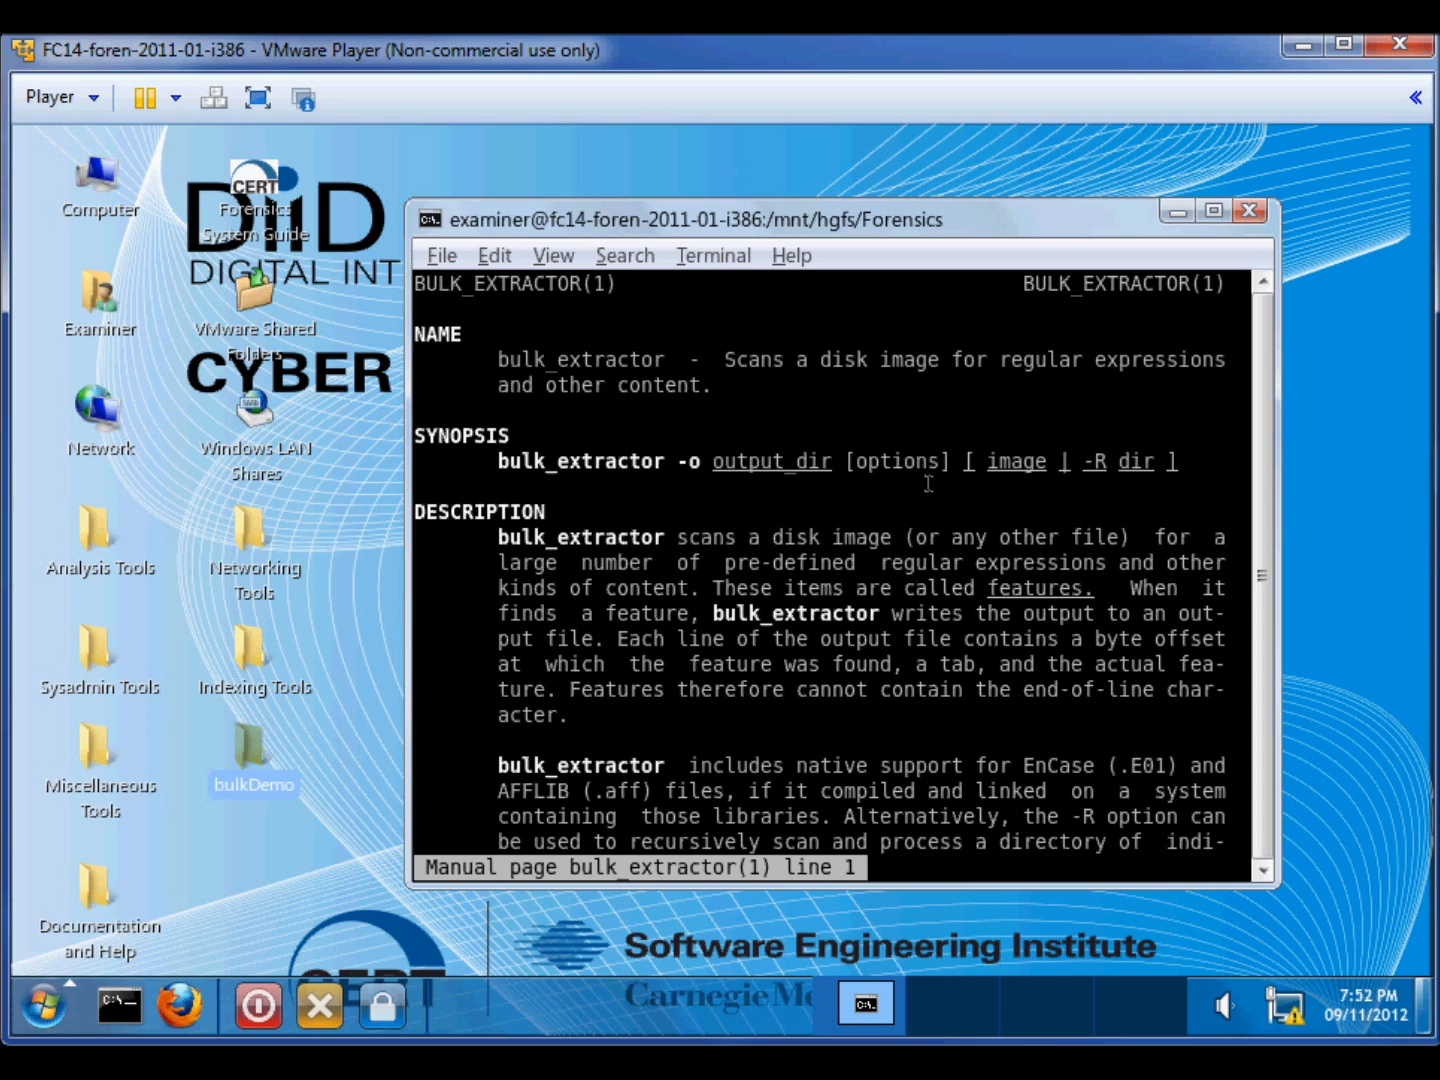 FC14-foren-2011-01-i386 - VMware Player (Non-commercial use only)
Player
Computer
CERT
Forensics
System Guide
DIID
DIGITAL INT
Examiner
VMware Shared
Folders
CYBER
Network
Windows LAN
Shares
Analysis Tools
Networking
Tools
Sysadmin Tools
Indexing Tools
Miscellaneous
Tools
bulkDemo
Documentation
and Help
examiner@fc14-foren-2011-01-i386:/mnt/hgfs/Forensics
File Edit View Search Terminal Help
BULK_EXTRACTOR(1) BULK_EXTRACTOR(1)
NAME
bulk_extractor - Scans a disk image for regular expressions
and other content.
SYNOPSIS
bulk_extractor -o output_dir [options] [ image | -R dir ]
DESCRIPTION
bulk_extractor scans a disk image (or any other file) for a
large number of pre-defined regular expressions and other
kinds of content. These items are called features. When it
finds a feature, bulk_extractor writes the output to an out-
put file. Each line of the output file contains a byte offset
at which the feature was found, a tab, and the actual fea-
ture. Features therefore cannot contain the end-of-line char-
acter.
bulk_extractor includes native support for EnCase (.E01) and
AFFLIB (.aff) files, if it compiled and linked on a system
containing those libraries. Alternatively, the -R option can
be used to recursively scan and process a directory of indi-
Manual page bulk_extractor(1) line 1
CERT
Software Engineering Institute
Carnegie Me
7:52 PM
09/11/2012